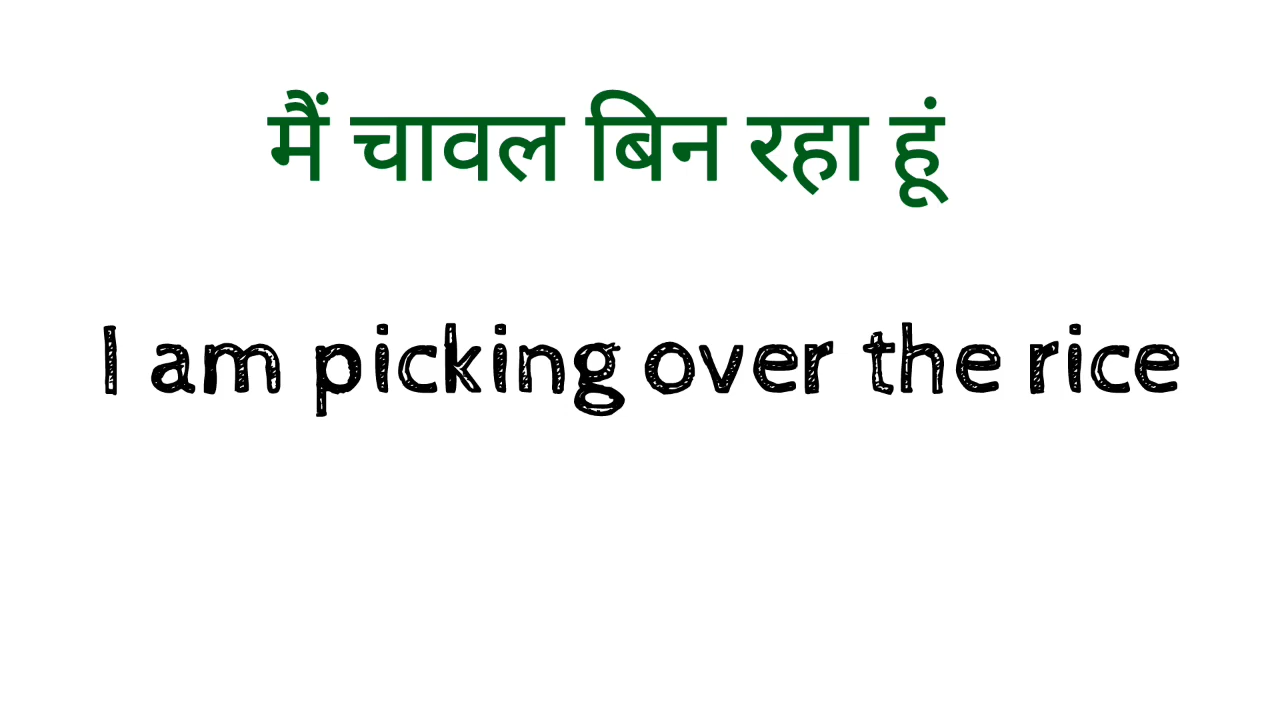 मैं चावल बिन रहा हूं
I am picking over the rice